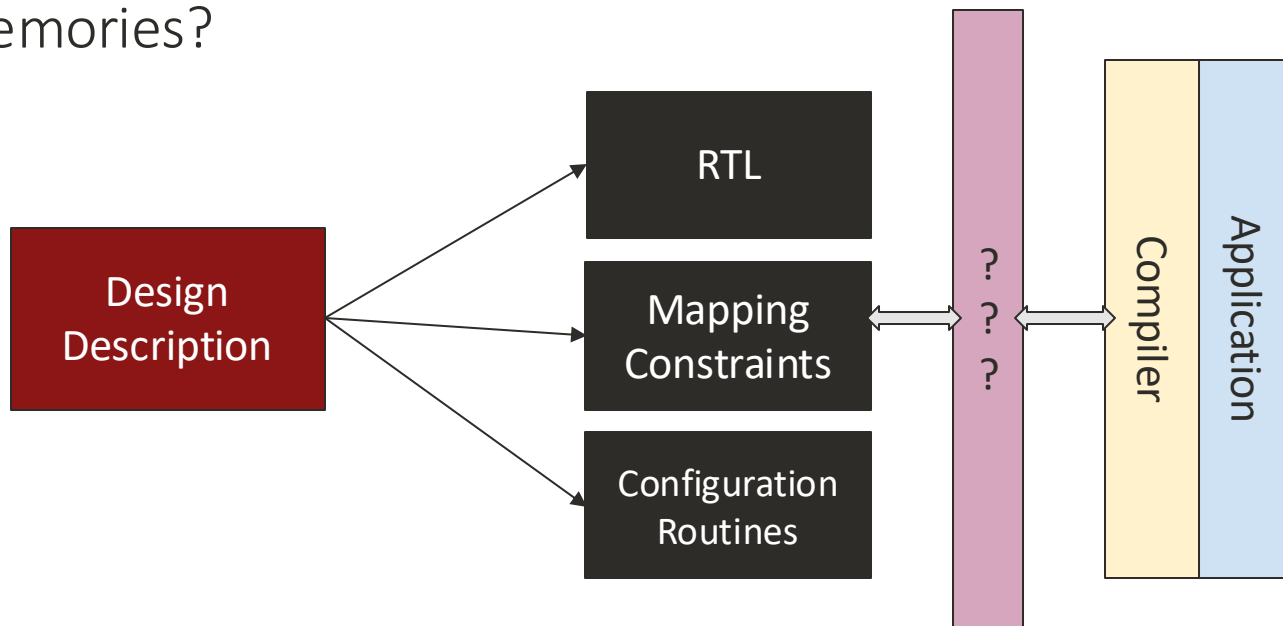 emories?
RTL
Design
Description
Mapping
Constraints
Configuration
Routines
?
?
?
Compiler
Application